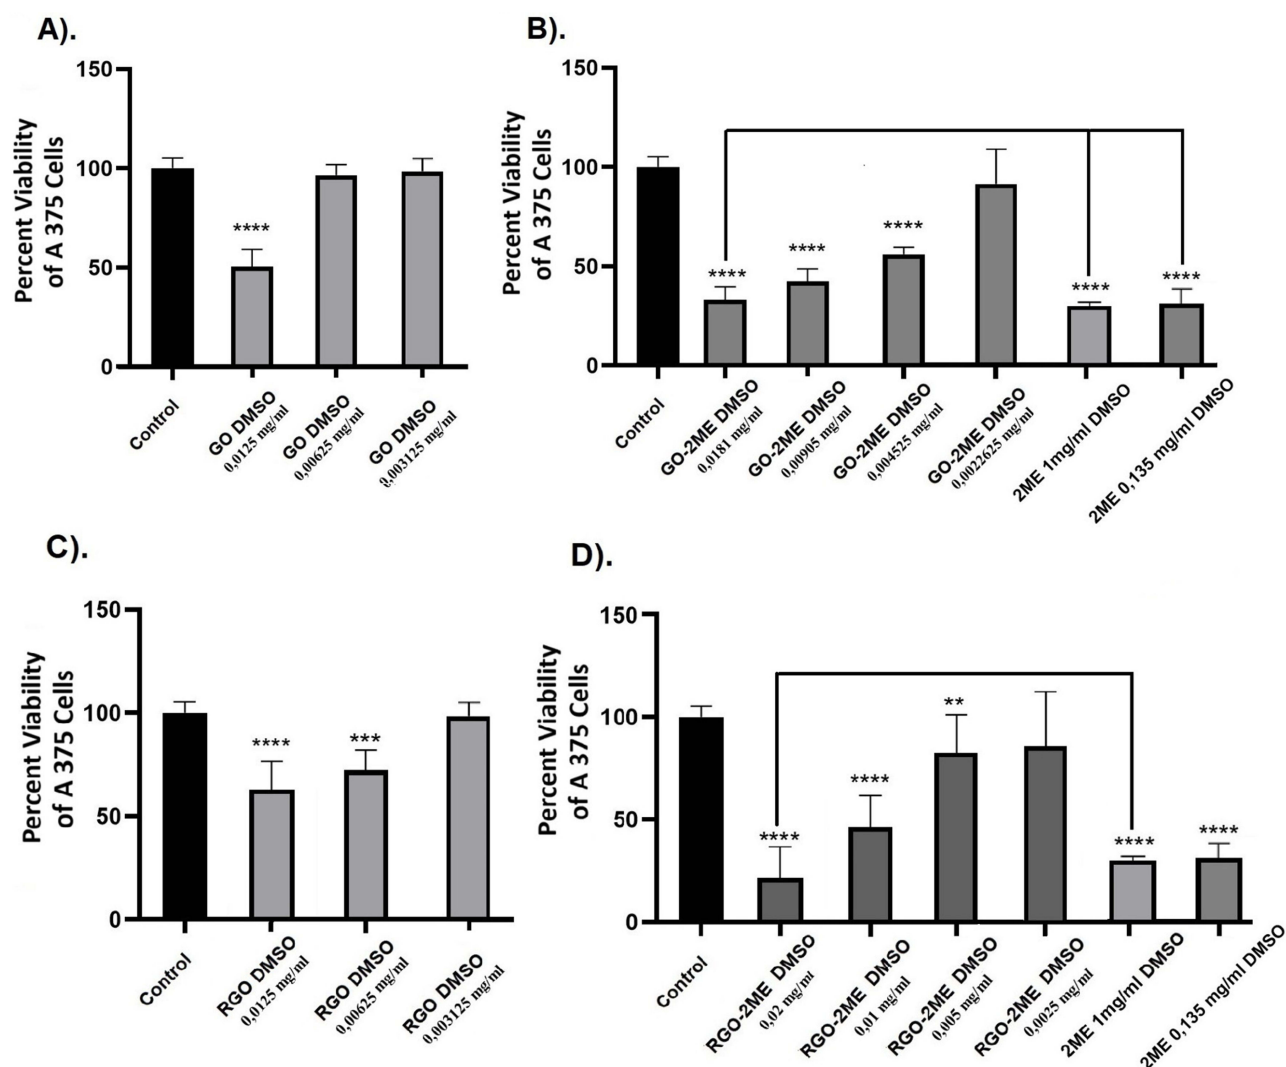 A).
150
100
50
0
Percent Viability
of A 375 Cells
****
Control
GO DMSO
0,0125 mg/ml
GO DMSO
0,00625 mg/ml
GO DMSO
0,003125 mg/ml
B).
150
100
50
0
Percent Viability
of A 375 Cells
****
****
****
****
****
Control
GO-2ME DMSO
0,0181 mg/ml
GO-2ME DMSO
0,00905 mg/ml
GO-2ME DMSO
0,004525 mg/ml
GO-2ME DMSO
0,0022625 mg/ml
2ME 1mg/ml DMSO
2ME 0,135 mg/ml DMSO
C).
150
100
50
0
Percent Viability
of A 375 Cells
****
***
Control
RGO DMSO
0,0125 mg/ml
RGO DMSO
0,00625 mg/ml
RGO DMSO
0,003125 mg/ml
D).
150
100
50
0
Percent Viability
of A 375 Cells
****
****
**
****
****
Control
RGO-2ME DMSO
0,02 mg/ml
RGO-2ME DMSO
0,01 mg/ml
RGO-2ME DMSO
0,005 mg/ml
RGO-2ME DMSO
0,0025 mg/ml
2ME 1mg/ml DMSO
2ME 0,135 mg/ml DMSO